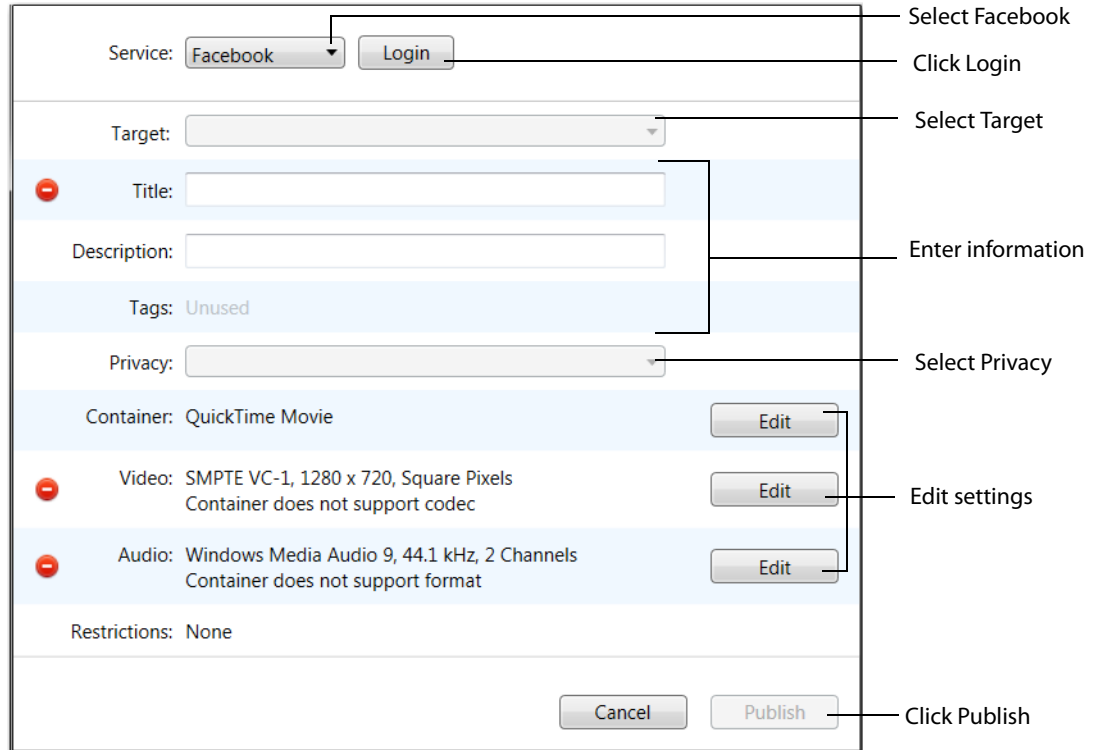 Select Facebook
Service: Facebook Login
Click Login
Target:
Select Target
Title:
Description:
Enter information
Tags: Unused
Privacy:
Select Privacy
Container: QuickTime Movie Edit
Video: SMPTE VC-1, 1280 x 720, Square Pixels Edit
Container does not support codec
Edit settings
Audio: Windows Media Audio 9, 44.1 kHz, 2 Channels Edit
Container does not support format
Restrictions: None
Cancel Publish
Click Publish